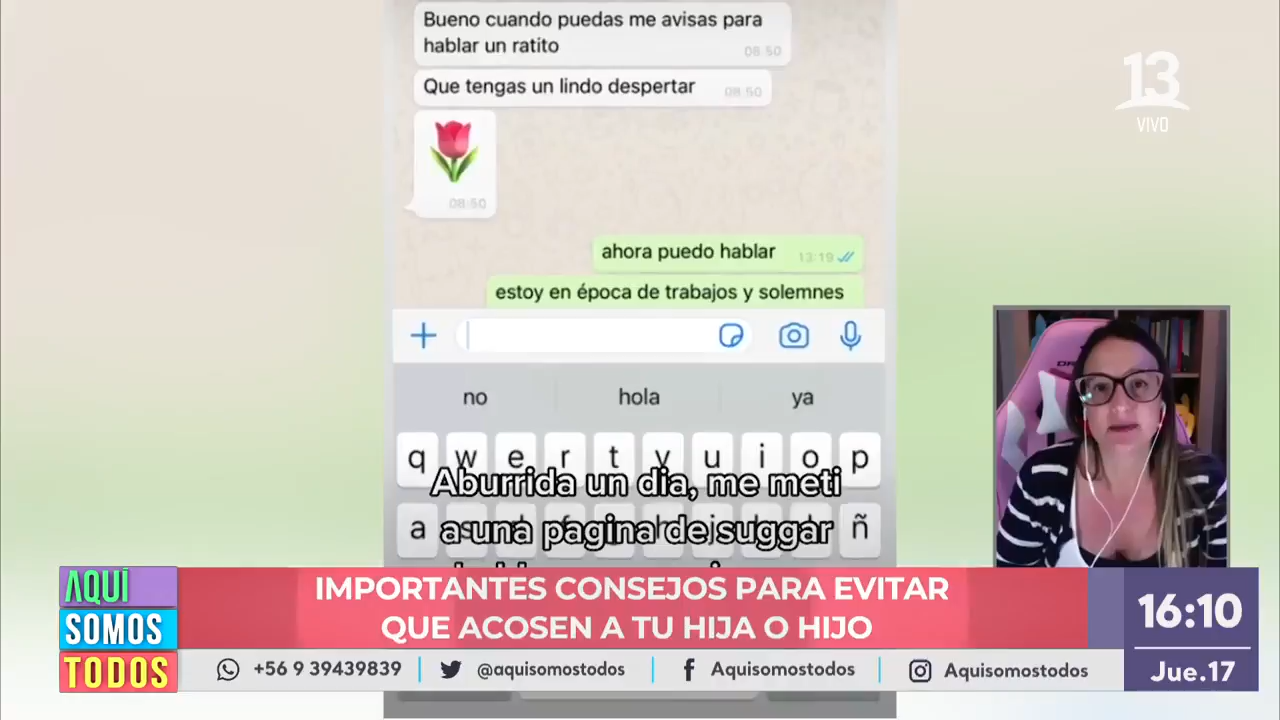 Bueno cuando puedas me avisas para
hablar un ratito
08:50
Que tengas un lindo despertar
08:50
08:50
ahora puedo hablar
13:19
estoy en época de trabajos y solemnes
no
hola
ya
q w e r t y u i o p
a s d f g h j k l ñ
Aburrida un dia, me meti
a una pagina de suggar
13
VIVO
AQUÍ
SOMOS
TODOS
IMPORTANTES CONSEJOS PARA EVITAR
QUE ACOSEN A TU HIJA O HIJO
+56 9 39439839
@aquisomostodos
Aquisomostodos
Aquisomostodos
16:10
Jue.17